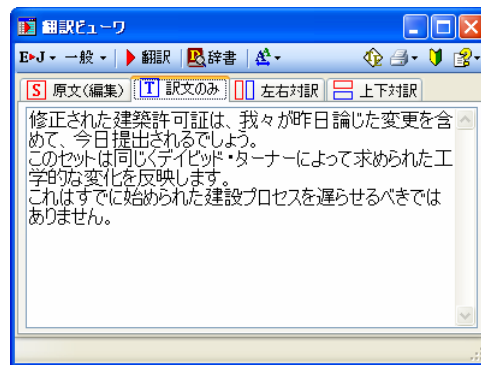 翻訳ビューワ
E▸J 一般 翻訳 辞書
S 原文(編集) T 訳文のみ 左右対訳 上下対訳
修正された建築許可証は、我々が昨日論じた変更を含
めて、今日提出されるでしょう。
このセットは同じくデイビッド・ターナーによって求められた工
学的な変化を反映します。
これはすでに始められた建設プロセスを遅らせるべきでは
ありません。